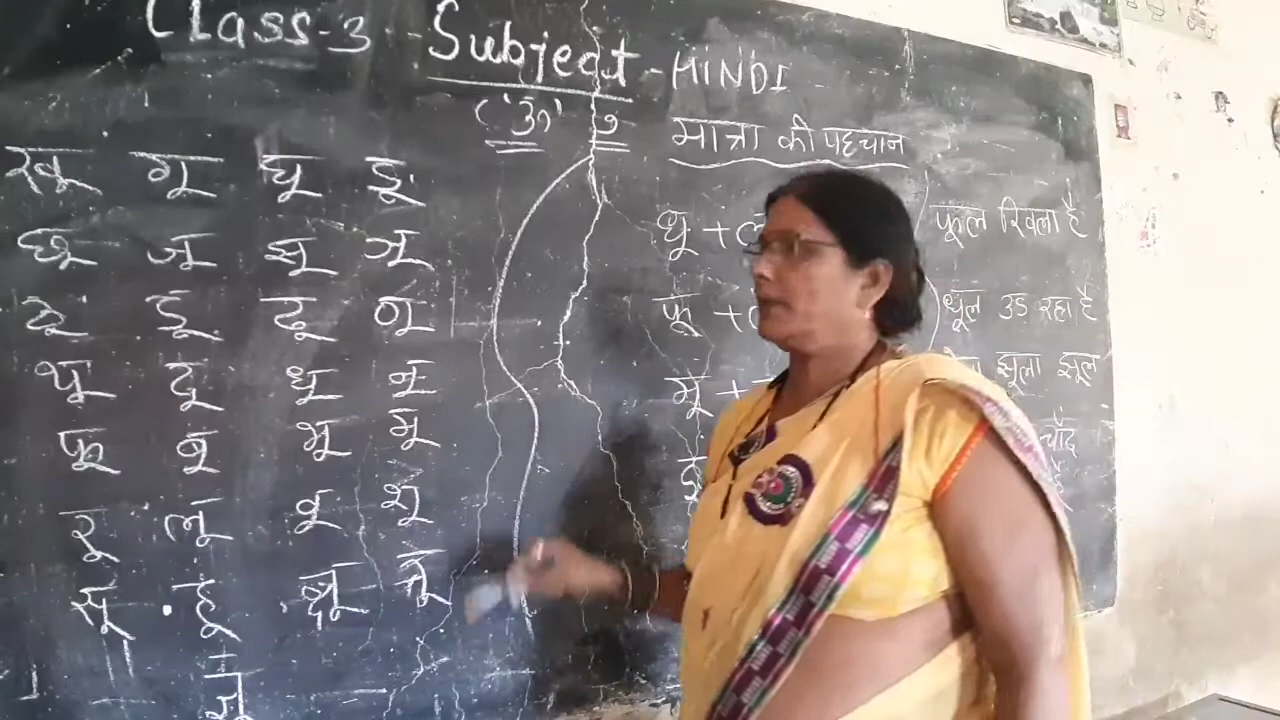 Class-3 - Subject - HINDI
('ऊ') ू मात्रा की पहचान
खू गू घू ङू
छू जू झू ञू
ठू डू ढू णू
थू दू धू नू
फू बू भू मू
रू लू वू शू
सू हू क्षू त्रू
धू + ल
फूल खिला है
फू +
धूल उड रहा है
मू +
झूला झूल
चाँद